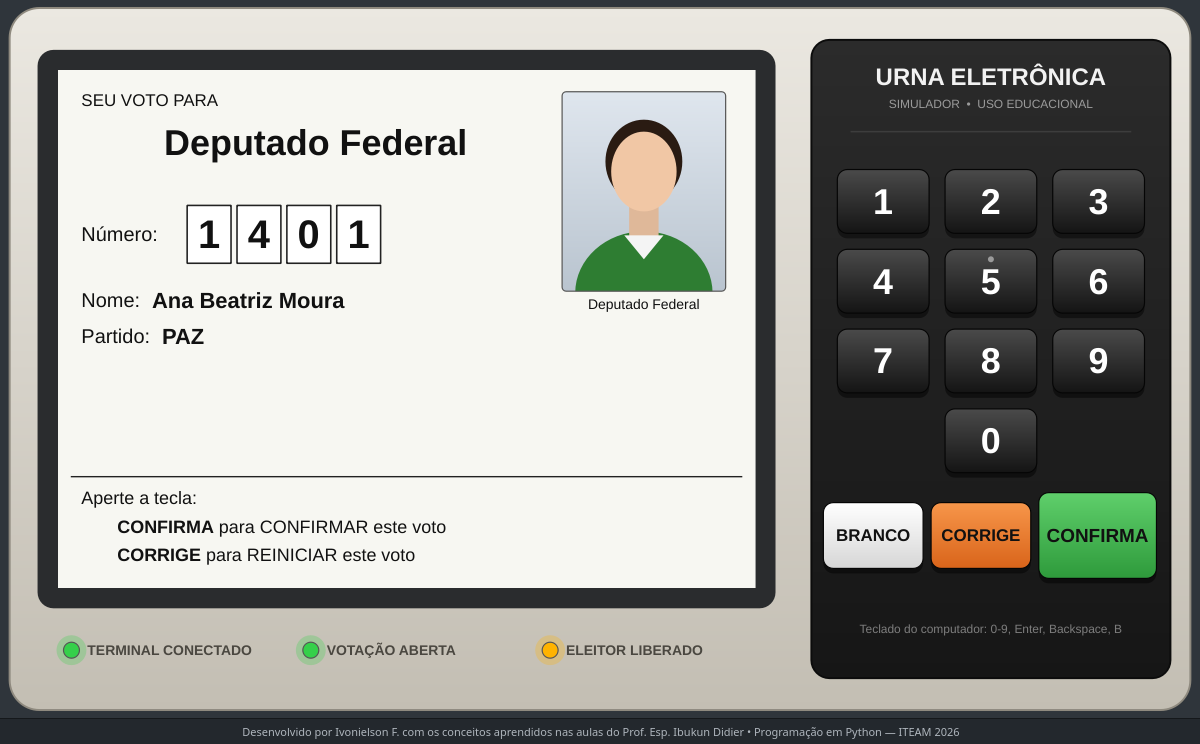 SEU VOTO PARA
Deputado Federal
Número: 1 4 0 1
Nome: Ana Beatriz Moura
Partido: PAZ
Deputado Federal
Aperte a tecla:
CONFIRMA para CONFIRMAR este voto
CORRIGE para REINICIAR este voto
TERMINAL CONECTADO
VOTAÇÃO ABERTA
ELEITOR LIBERADO
URNA ELETRÔNICA
SIMULADOR • USO EDUCACIONAL
1 2 3
4 5 6
7 8 9
0
BRANCO CORRIGE CONFIRMA
Teclado do computador: 0-9, Enter, Backspace, B
Desenvolvido por Ivonielson F. com os conceitos aprendidos nas aulas do Prof. Esp. Ibukun Didier • Programação em Python — ITEAM 2026